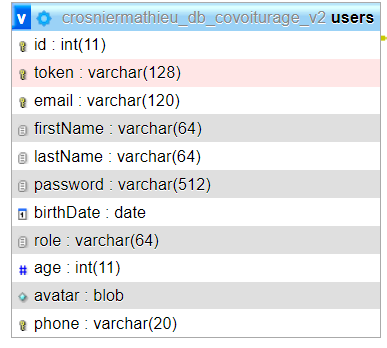 v crosniermathieu_db_covoiturage_v2 users
id : int(11)
token : varchar(128)
email : varchar(120)
firstName : varchar(64)
lastName : varchar(64)
password : varchar(512)
birthDate : date
role : varchar(64)
# age : int(11)
avatar : blob
phone : varchar(20)